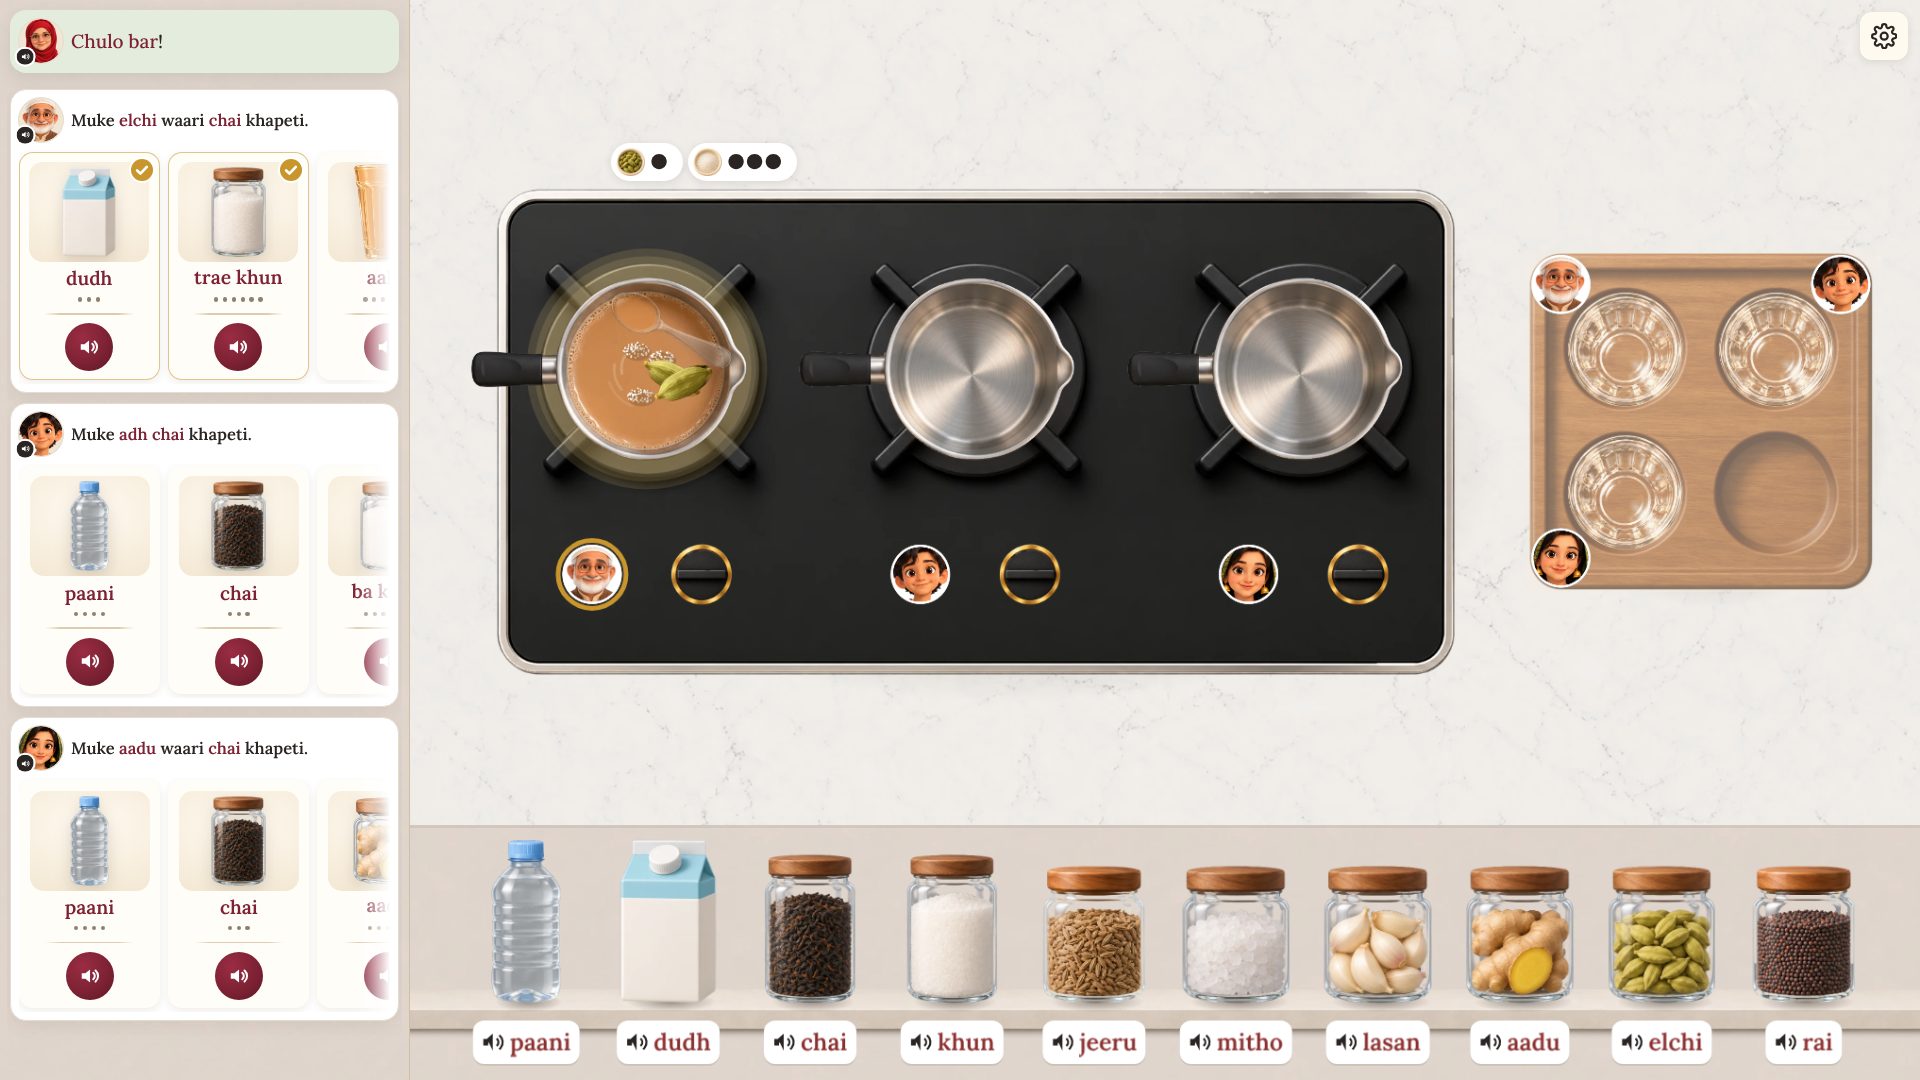 Chulo bar!
Muke elchi waari chai khapeti.
dudh
trae khun
Muke adh chai khapeti.
paani
chai
Muke aadu waari chai khapeti.
paani
chai
paani
dudh
chai
khun
jeeru
mitho
lasan
aadu
elchi
rai